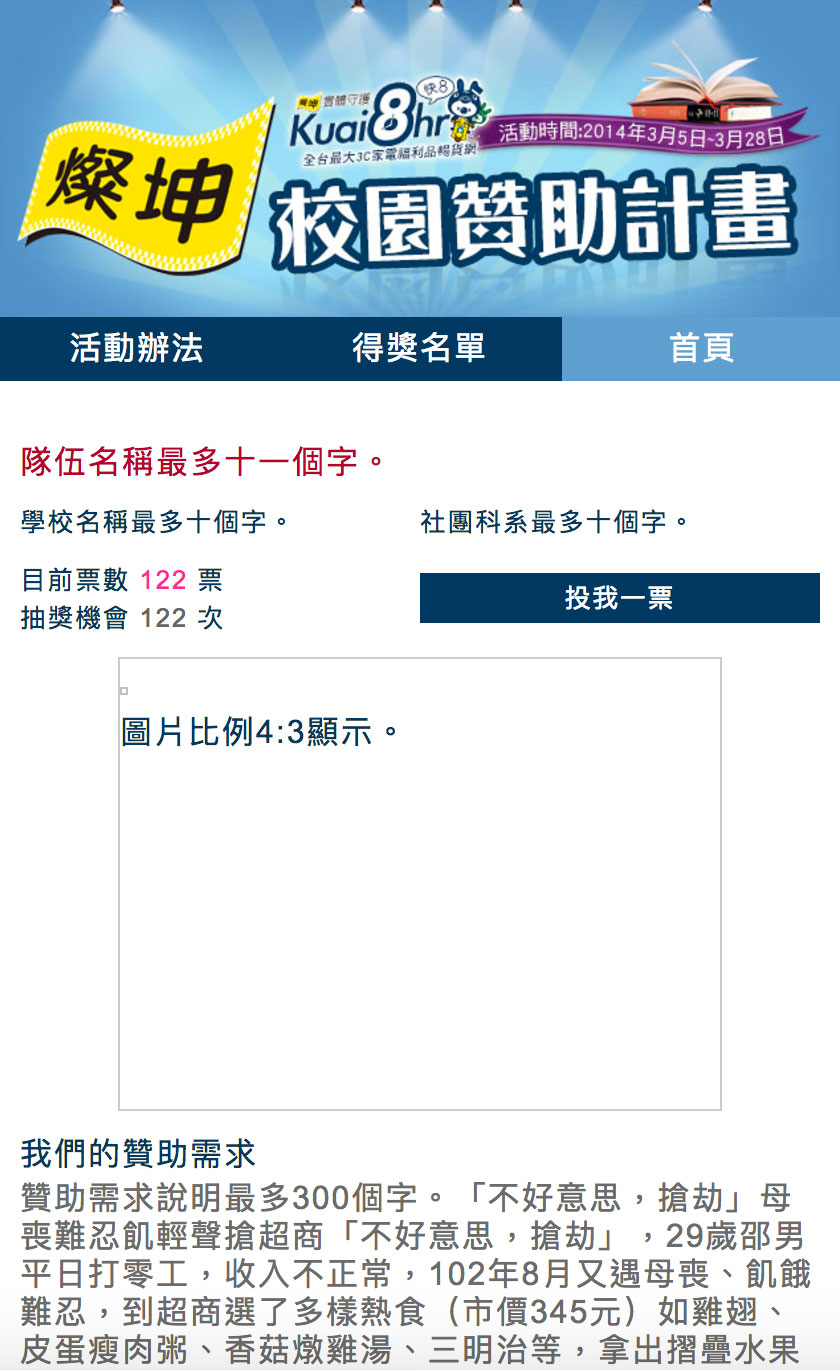 燦坤 實體守護
快8
Kuai8hr
全台最大3C家電福利品暢貨網
活動時間:2014年3月5日~3月28日
燦坤
校園贊助計畫
活動辦法 得獎名單 首頁
隊伍名稱最多十一個字。
學校名稱最多十個字。 社團科系最多十個字。
目前票數 122 票
抽獎機會 122 次
投我一票
圖片比例4:3顯示。
我們的贊助需求
贊助需求說明最多300個字。「不好意思,搶劫」母
喪難忍飢輕聲搶超商「不好意思,搶劫」,29歲邵男
平日打零工,收入不正常,102年8月又遇母喪、飢餓
難忍,到超商選了多樣熱食(市價345元)如雞翅、
皮蛋瘦肉粥、香菇燉雞湯、三明治等,拿出摺疊水果